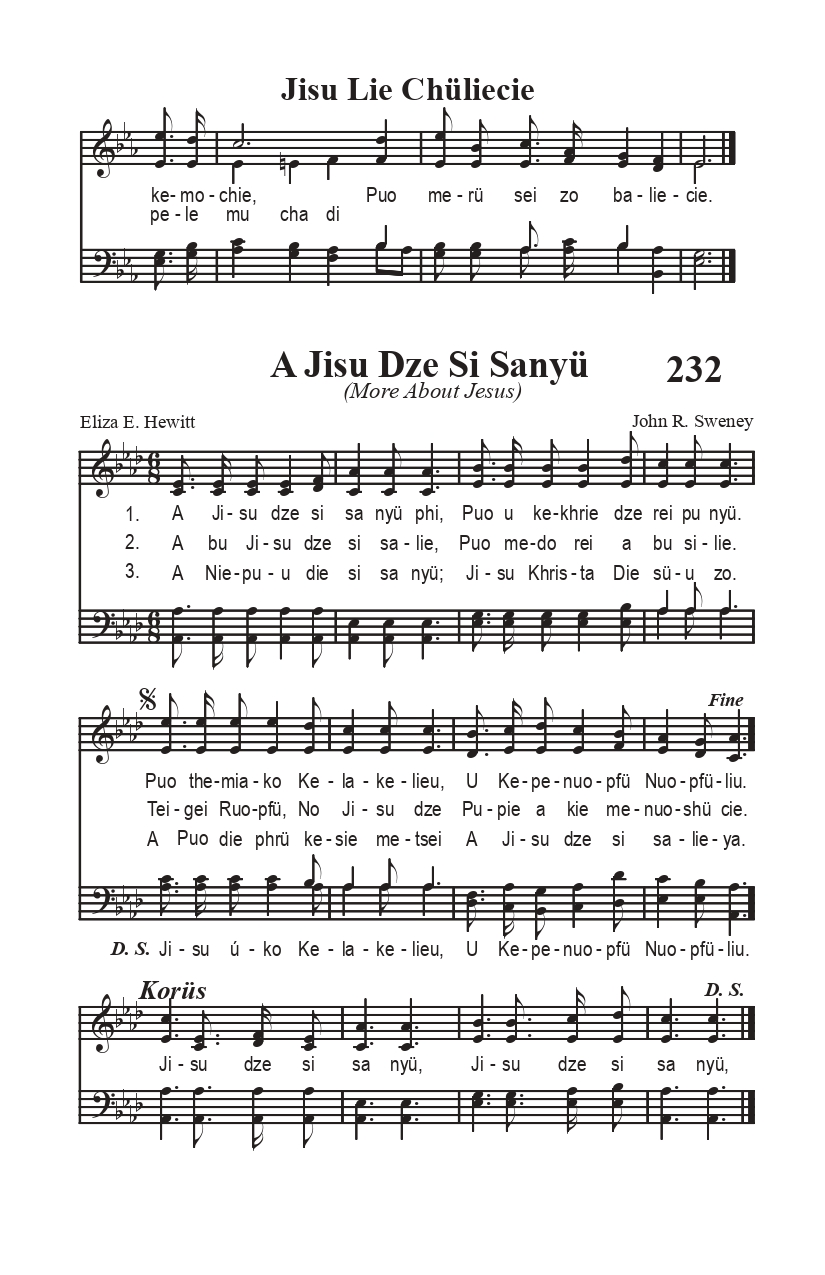 Jisu Lie Chüliecie
ke-mo-chie, Puo me-rü sei zo ba-lie-cie.
pe-le mu cha di
A Jisu Dze Si Sanyü 232
(More About Jesus)
Eliza E. Hewitt John R. Sweney
1. A Ji-su dze si sa nyü phi, Puo u ke-khrie dze rei pu nyü.
2. A bu Ji-su dze si sa-lie, Puo me-do rei a bu si-lie.
3. A Nie-pu-u die si sa nyü; Ji-su Khris-ta Die sü-u zo.
Fine
Puo the-mia-ko Ke-la-ke-lieu, U Ke-pe-nuo-pfü Nuo-pfü-liu.
Tei-gei Ruo-pfü, No Ji-su dze Pu-pie a kie me-nuo-shü cie.
A Puo die phrü ke-sie me-tsei A Ji-su dze si sa-lie-ya.
D. S. Ji-su ú-ko Ke-la-ke-lieu, U Ke-pe-nuo-pfü Nuo-pfü-liu.
Korüs D. S.
Ji-su dze si sa nyü, Ji-su dze si sa nyü,